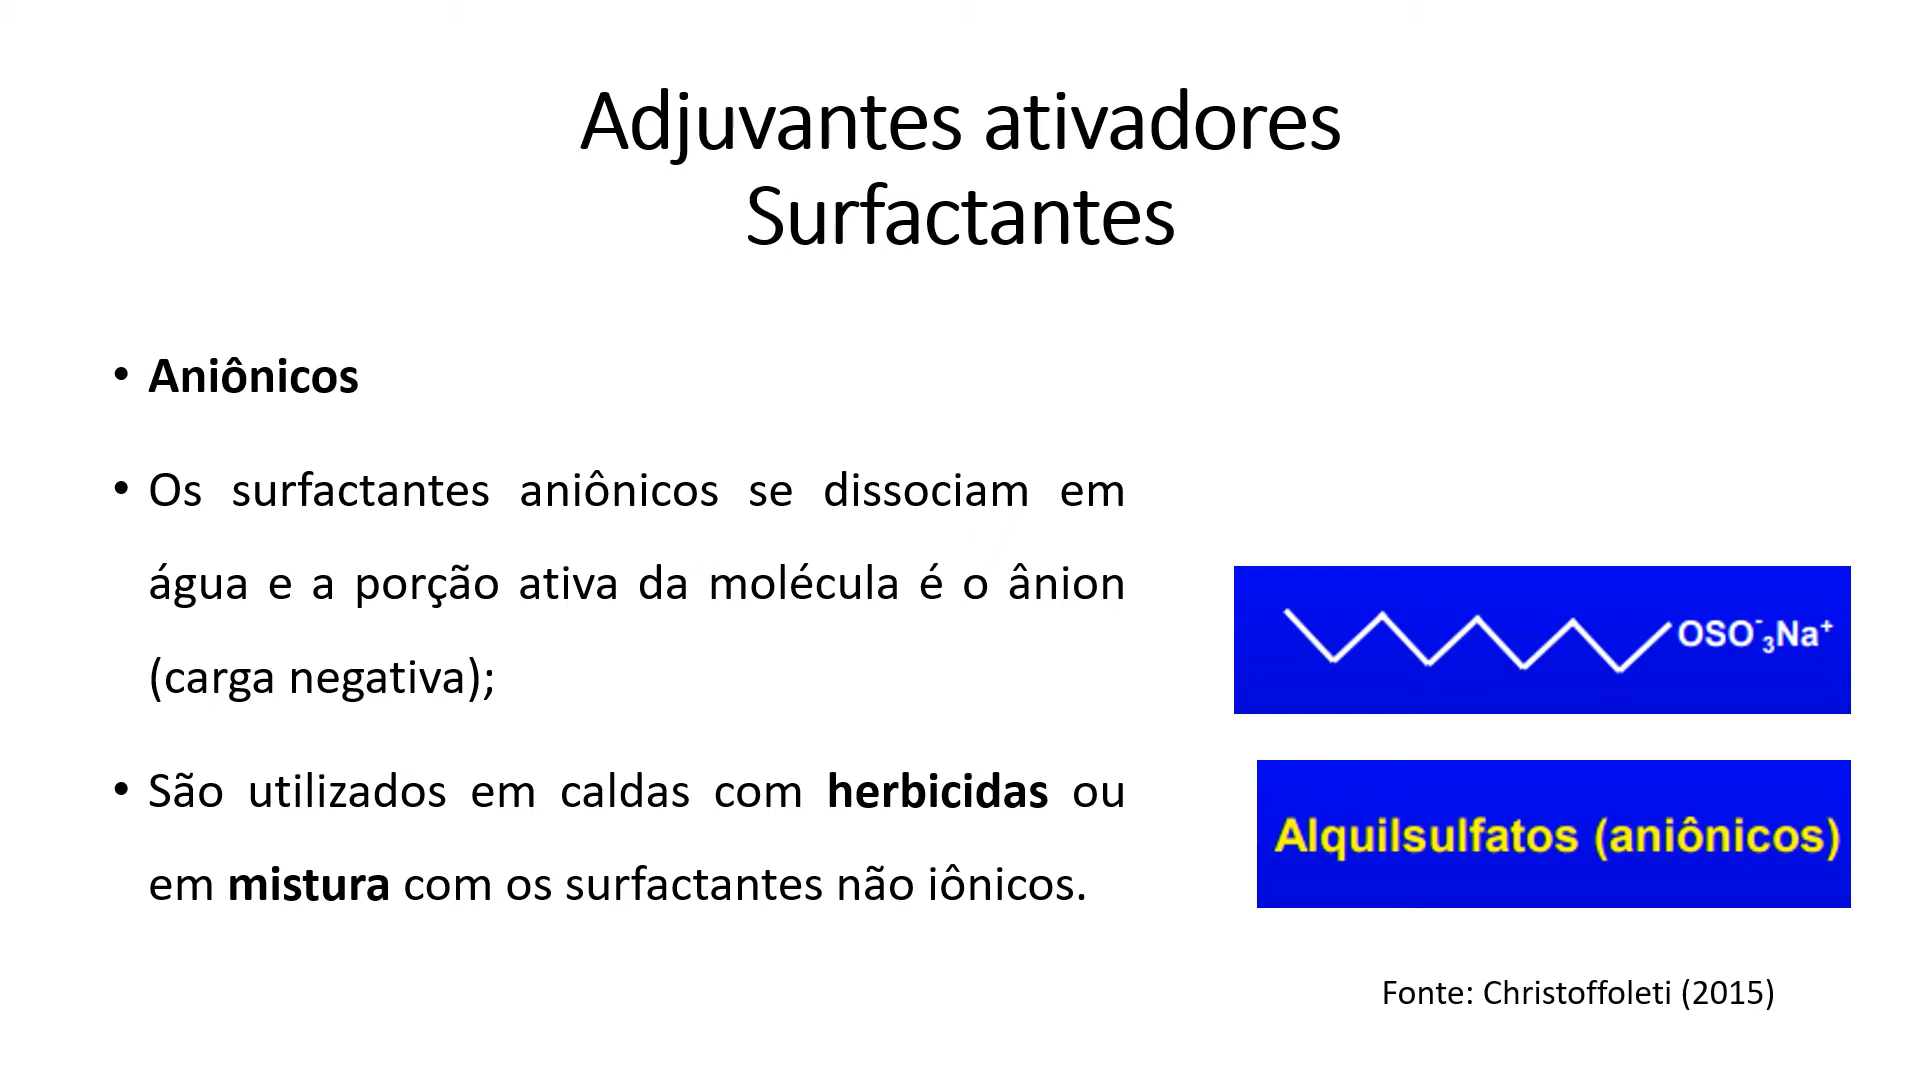 Adjuvantes ativadores
Surfactantes
• Aniônicos
• Os surfactantes aniônicos se dissociam em
água e a porção ativa da molécula é o ânion
(carga negativa);
• São utilizados em caldas com herbicidas ou
em mistura com os surfactantes não iônicos.
OSO⁻₃Na⁺
Alquilsulfatos (aniônicos)
Fonte: Christoffoleti (2015)